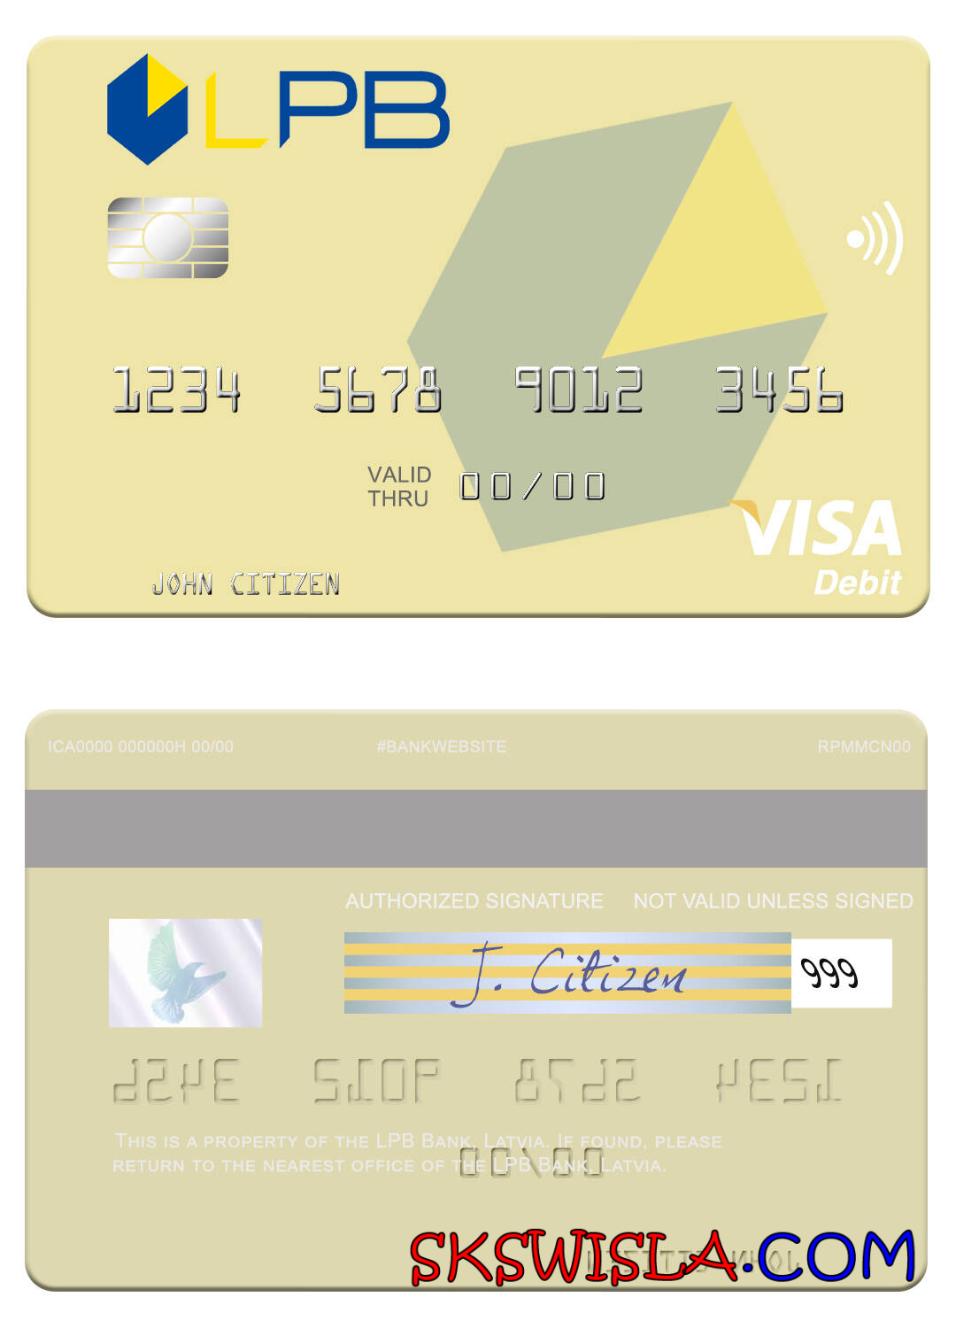 LPB
1234 5678 9012 3456
VALID THRU 00/00
VISA
Debit
JOHN CITIZEN
ICA0000 000000H 00/00 #BANKWEBSITE RPMMCN00
AUTHORIZED SIGNATURE NOT VALID UNLESS SIGNED
J. Citizen 999
THIS IS A PROPERTY OF THE LPB BANK, LATVIA. IF FOUND, PLEASE
RETURN TO THE NEAREST OFFICE OF THE LPB BANK, LATVIA.
SKSWISLA.COM